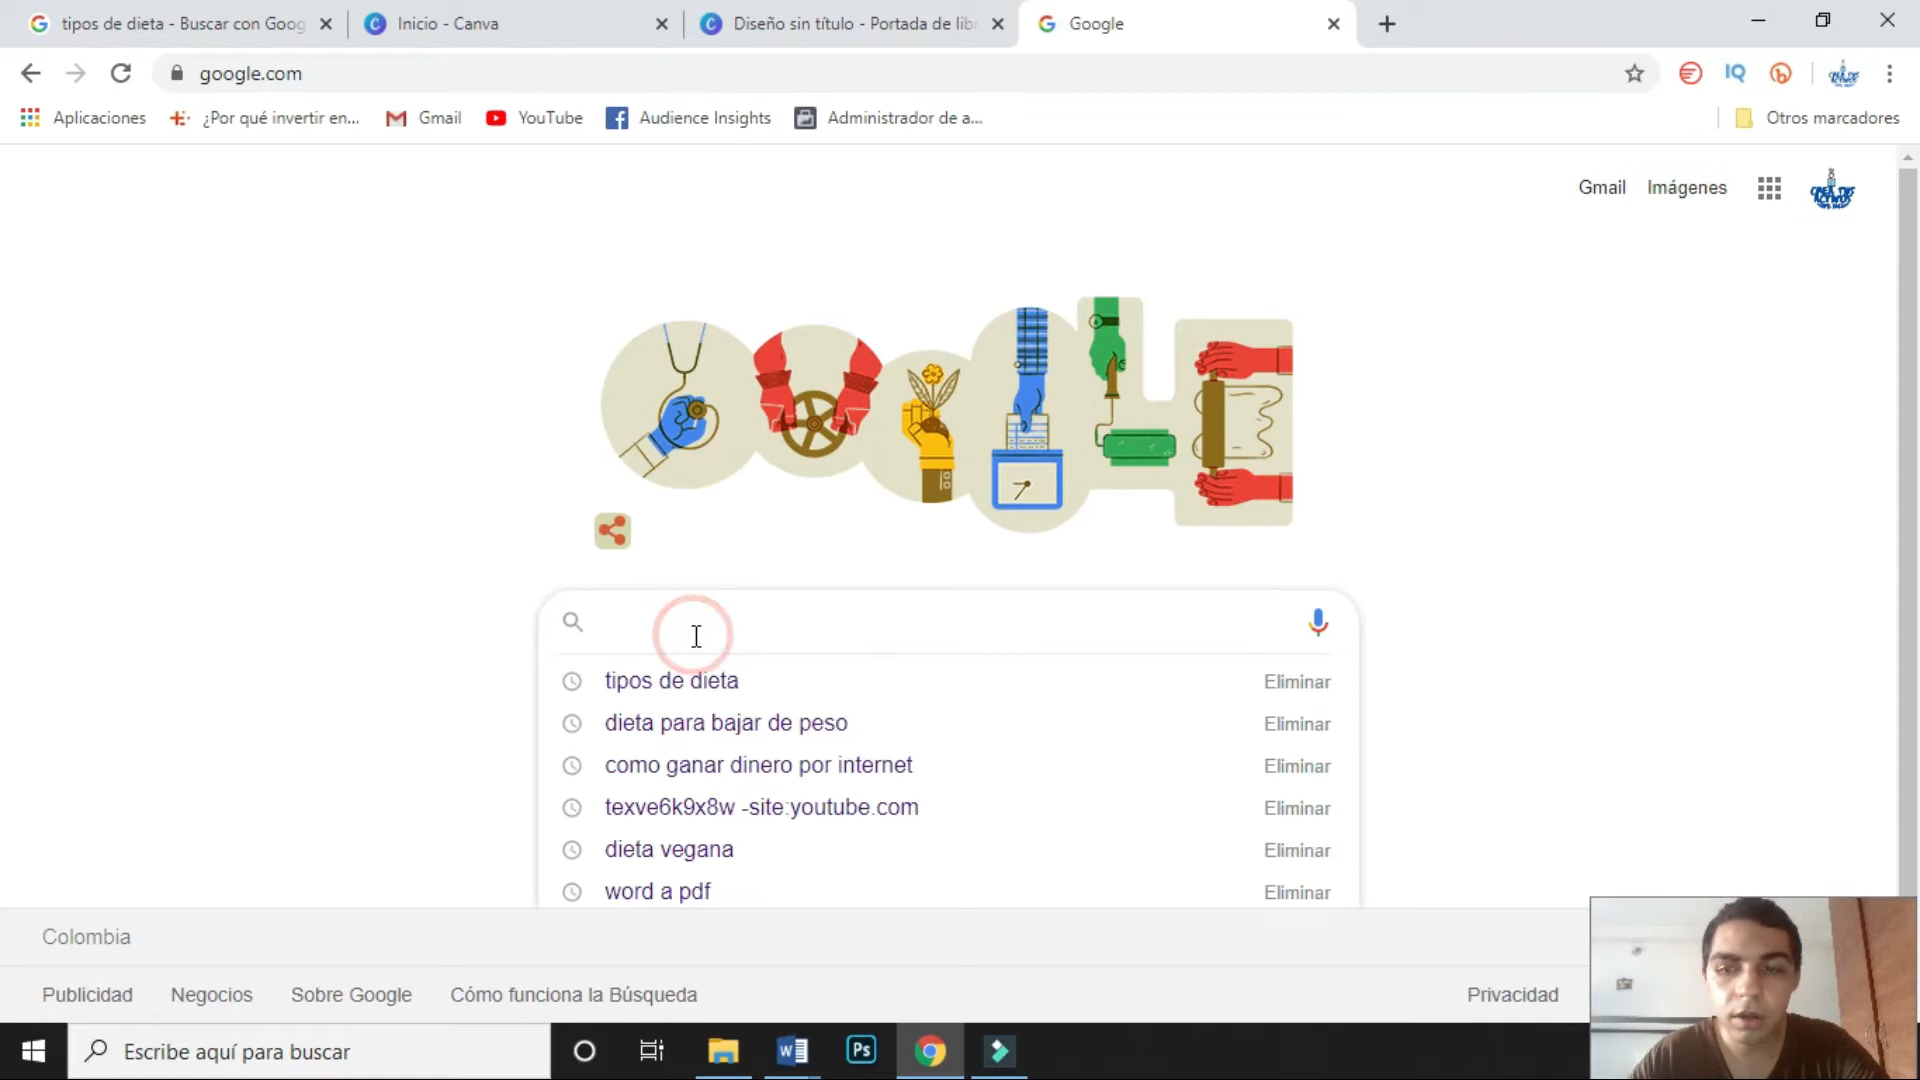 tipos de dieta - Buscar con Goog
Inicio - Canva
Diseño sin título - Portada de libr
Google
google.com
IQ
Aplicaciones
¿Por qué invertir en...
Gmail
YouTube
Audience Insights
Administrador de a...
Otros marcadores
Gmail
Imágenes
tipos de dieta
Eliminar
dieta para bajar de peso
Eliminar
como ganar dinero por internet
Eliminar
texve6k9x8w -site:youtube.com
Eliminar
dieta vegana
Eliminar
word a pdf
Eliminar
Colombia
Publicidad
Negocios
Sobre Google
Cómo funciona la Búsqueda
Privacidad
Escribe aquí para buscar
Ps